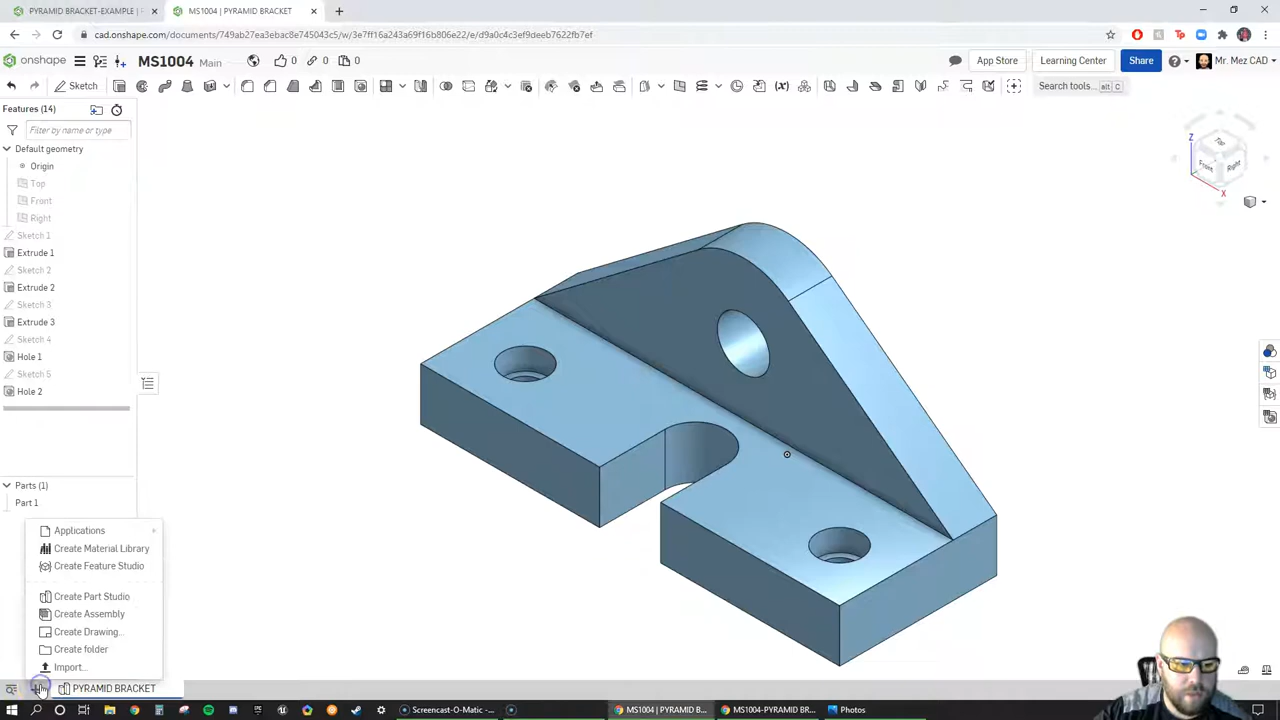 PYRAMID BRACKET-EXAMPLE |
MS1004 | PYRAMID BRACKET
cad.onshape.com/documents/749ab27ea3ebac8e745043c5/w/3e7ff16a243a69f16b806e22/e/d9a0c4c3ef9deeb7622fb7ef
onshape
MS1004 Main
0
0
0
App Store
Learning Center
Share
Mr. Mez CAD
Sketch
Search tools... alt C
Features (14)
Filter by name or type
Default geometry
Origin
Top
Front
Right
Sketch 1
Extrude 1
Sketch 2
Extrude 2
Sketch 3
Extrude 3
Sketch 4
Hole 1
Sketch 5
Hole 2
Parts (1)
Part 1
Applications
Create Material Library
Create Feature Studio
Create Part Studio
Create Assembly
Create Drawing...
Create folder
Import...
PYRAMID BRACKET
Z
Top
Front
Right
X
Screencast-O-Matic -...
MS1004 | PYRAMID B...
MS1004-PYRAMID BR...
Photos